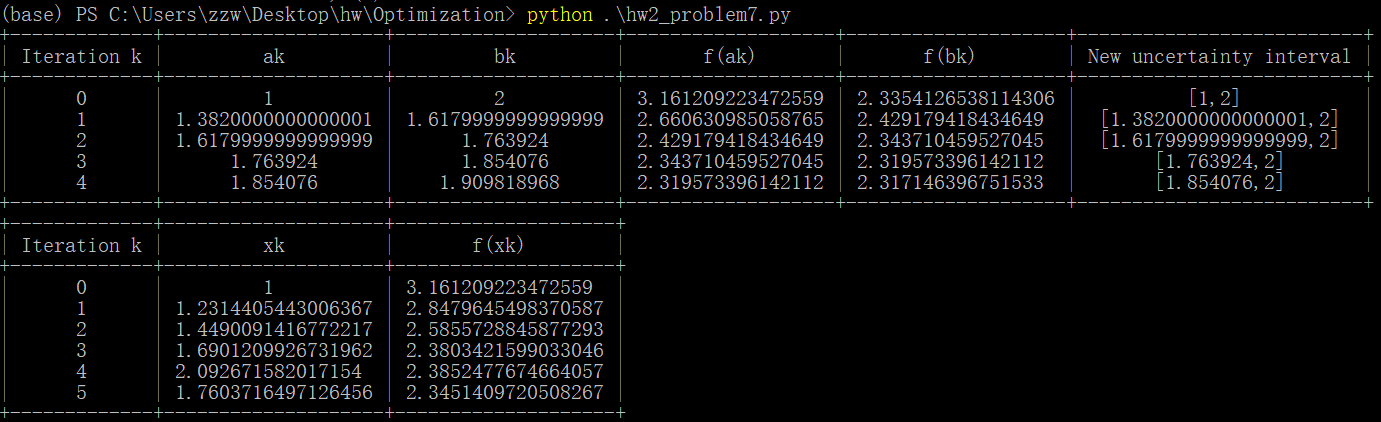 (base) PS C:\Users\zzw\Desktop\hw\Optimization> python .\hw2_problem7.py
Iteration k | ak | bk | f(ak) | f(bk) | New uncertainty interval
0 | 1 | 2 | 3.161209223472559 | 2.3354126538114306 | [1,2]
1 | 1.3820000000000001 | 1.6179999999999999 | 2.660630985058765 | 2.429179418434649 | [1.3820000000000001,2]
2 | 1.6179999999999999 | 1.763924 | 2.429179418434649 | 2.343710459527045 | [1.6179999999999999,2]
3 | 1.763924 | 1.854076 | 2.343710459527045 | 2.319573396142112 | [1.763924,2]
4 | 1.854076 | 1.909818968 | 2.319573396142112 | 2.317146396751533 | [1.854076,2]
Iteration k | xk | f(xk)
0 | 1 | 3.161209223472559
1 | 1.2314405443006367 | 2.8479645498370587
2 | 1.4490091416772217 | 2.5855728845877293
3 | 1.6901209926731962 | 2.3803421599033046
4 | 2.092671582017154 | 2.3852477674664057
5 | 1.7603716497126456 | 2.3451409720508267